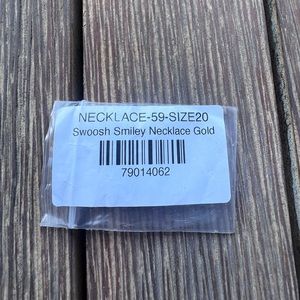 NECKLACE-59-SIZE20
Swoosh Smiley Necklace Gold
79014062